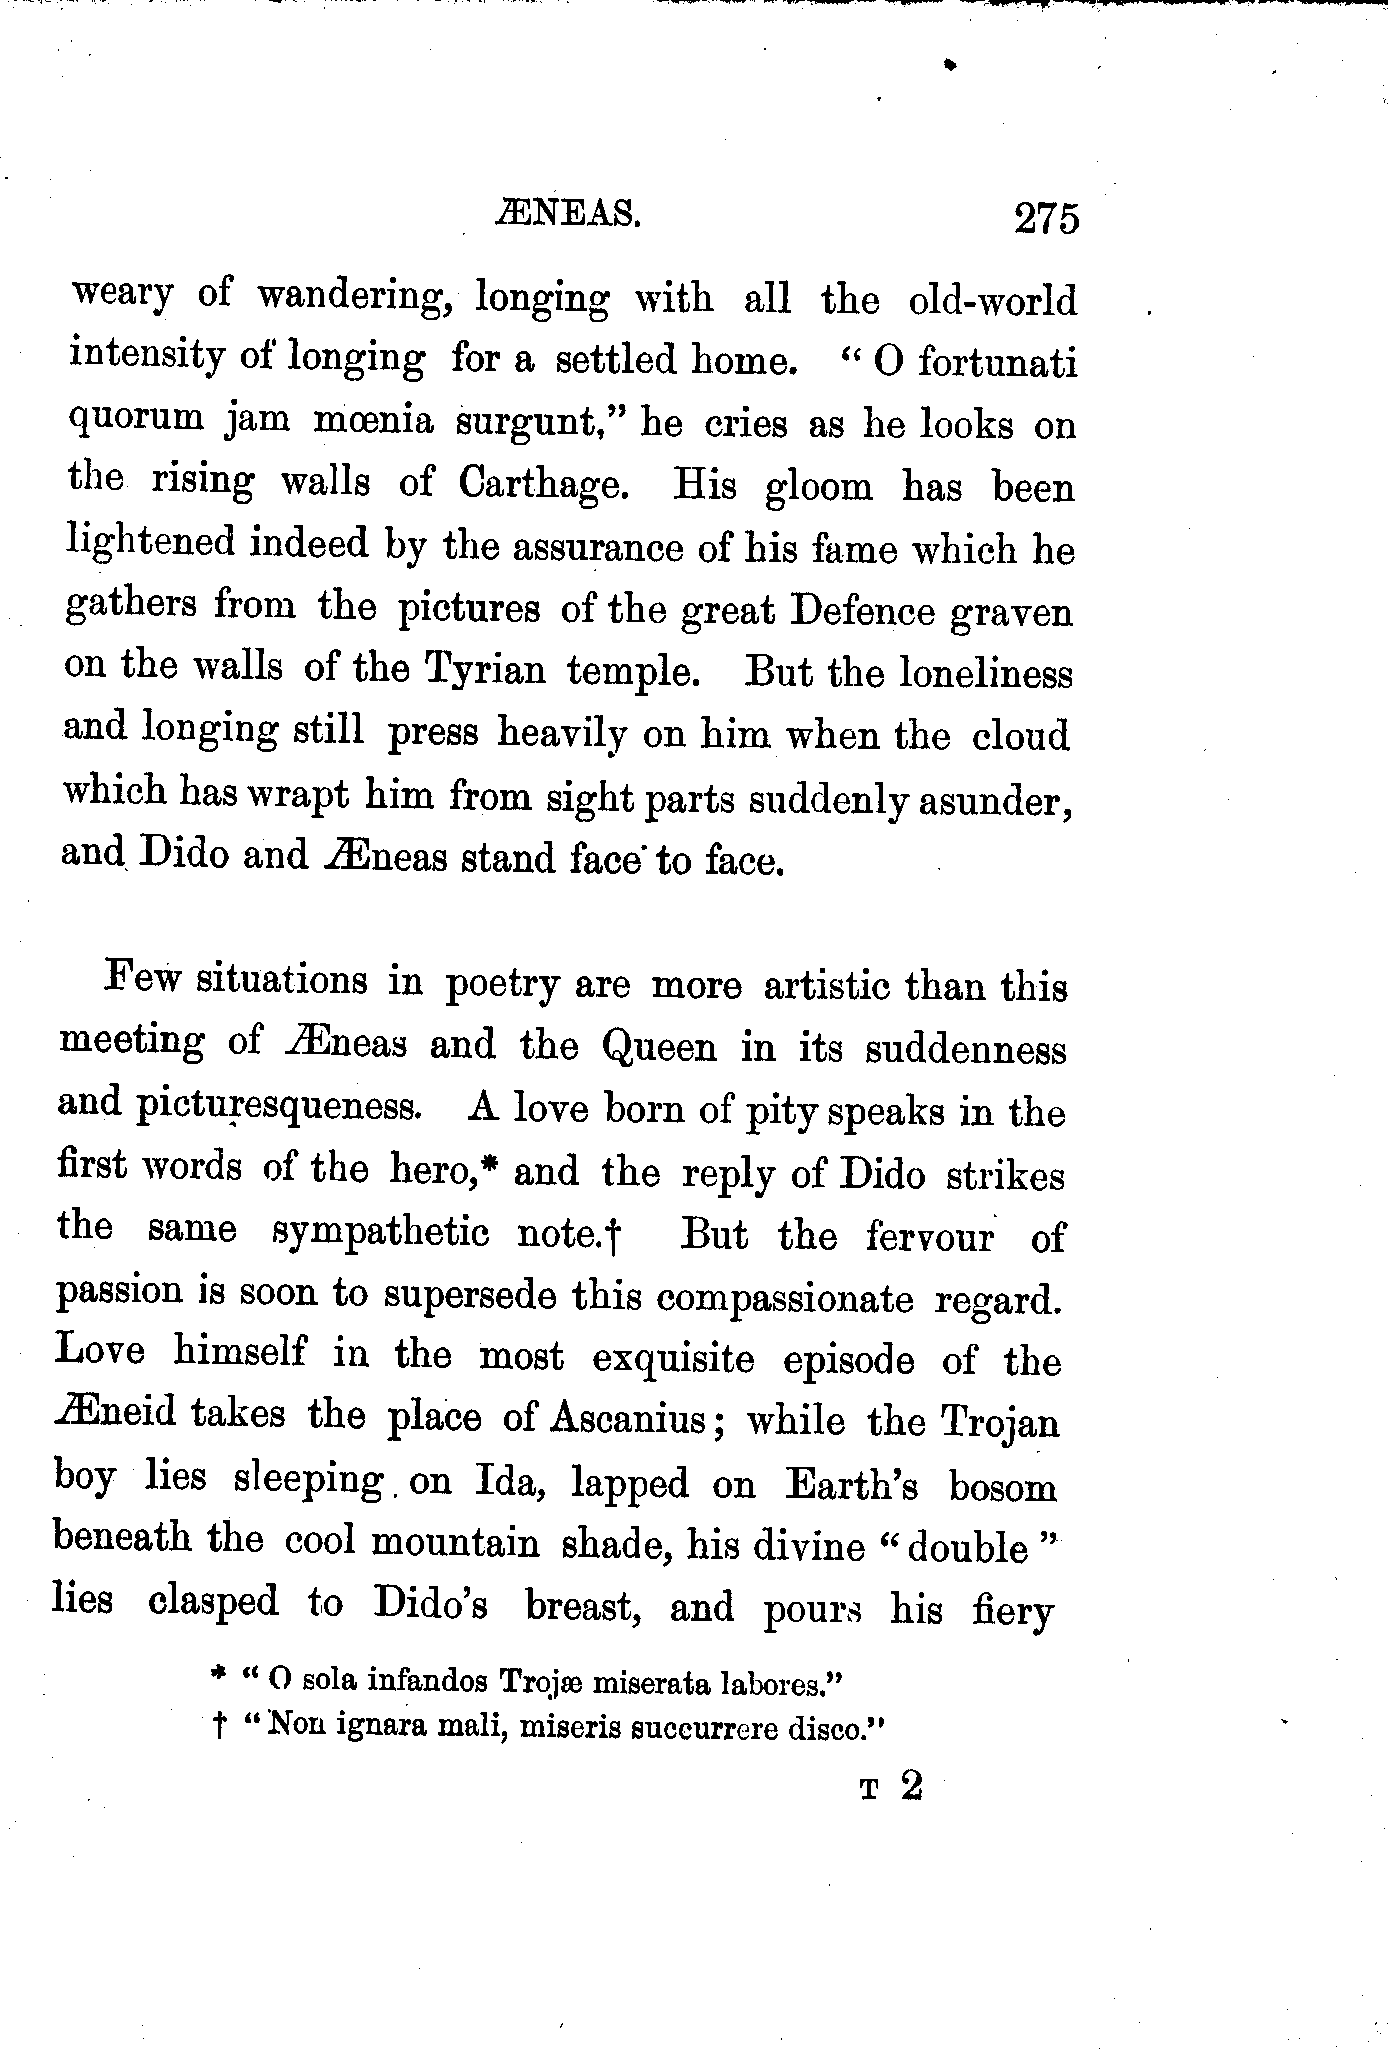 ÆNEAS. 275
weary of wandering, longing with all the old-world
intensity of longing for a settled home. “ O fortunati
quorum jam mœnia surgunt,” he cries as he looks on
the rising walls of Carthage. His gloom has been
lightened indeed by the assurance of his fame which he
gathers from the pictures of the great Defence graven
on the walls of the Tyrian temple. But the loneliness
and longing still press heavily on him when the cloud
which has wrapt him from sight parts suddenly asunder,
and Dido and Æneas stand face to face.
Few situations in poetry are more artistic than this
meeting of Æneas and the Queen in its suddenness
and picturesqueness. A love born of pity speaks in the
first words of the hero,* and the reply of Dido strikes
the same sympathetic note.† But the fervour of
passion is soon to supersede this compassionate regard.
Love himself in the most exquisite episode of the
Æneid takes the place of Ascanius; while the Trojan
boy lies sleeping on Ida, lapped on Earth’s bosom
beneath the cool mountain shade, his divine “ double ”
lies clasped to Dido’s breast, and pours his fiery
* “ O sola infandos Trojæ miserata labores.”
† “ Non ignara mali, miseris succurrere disco.”
T 2